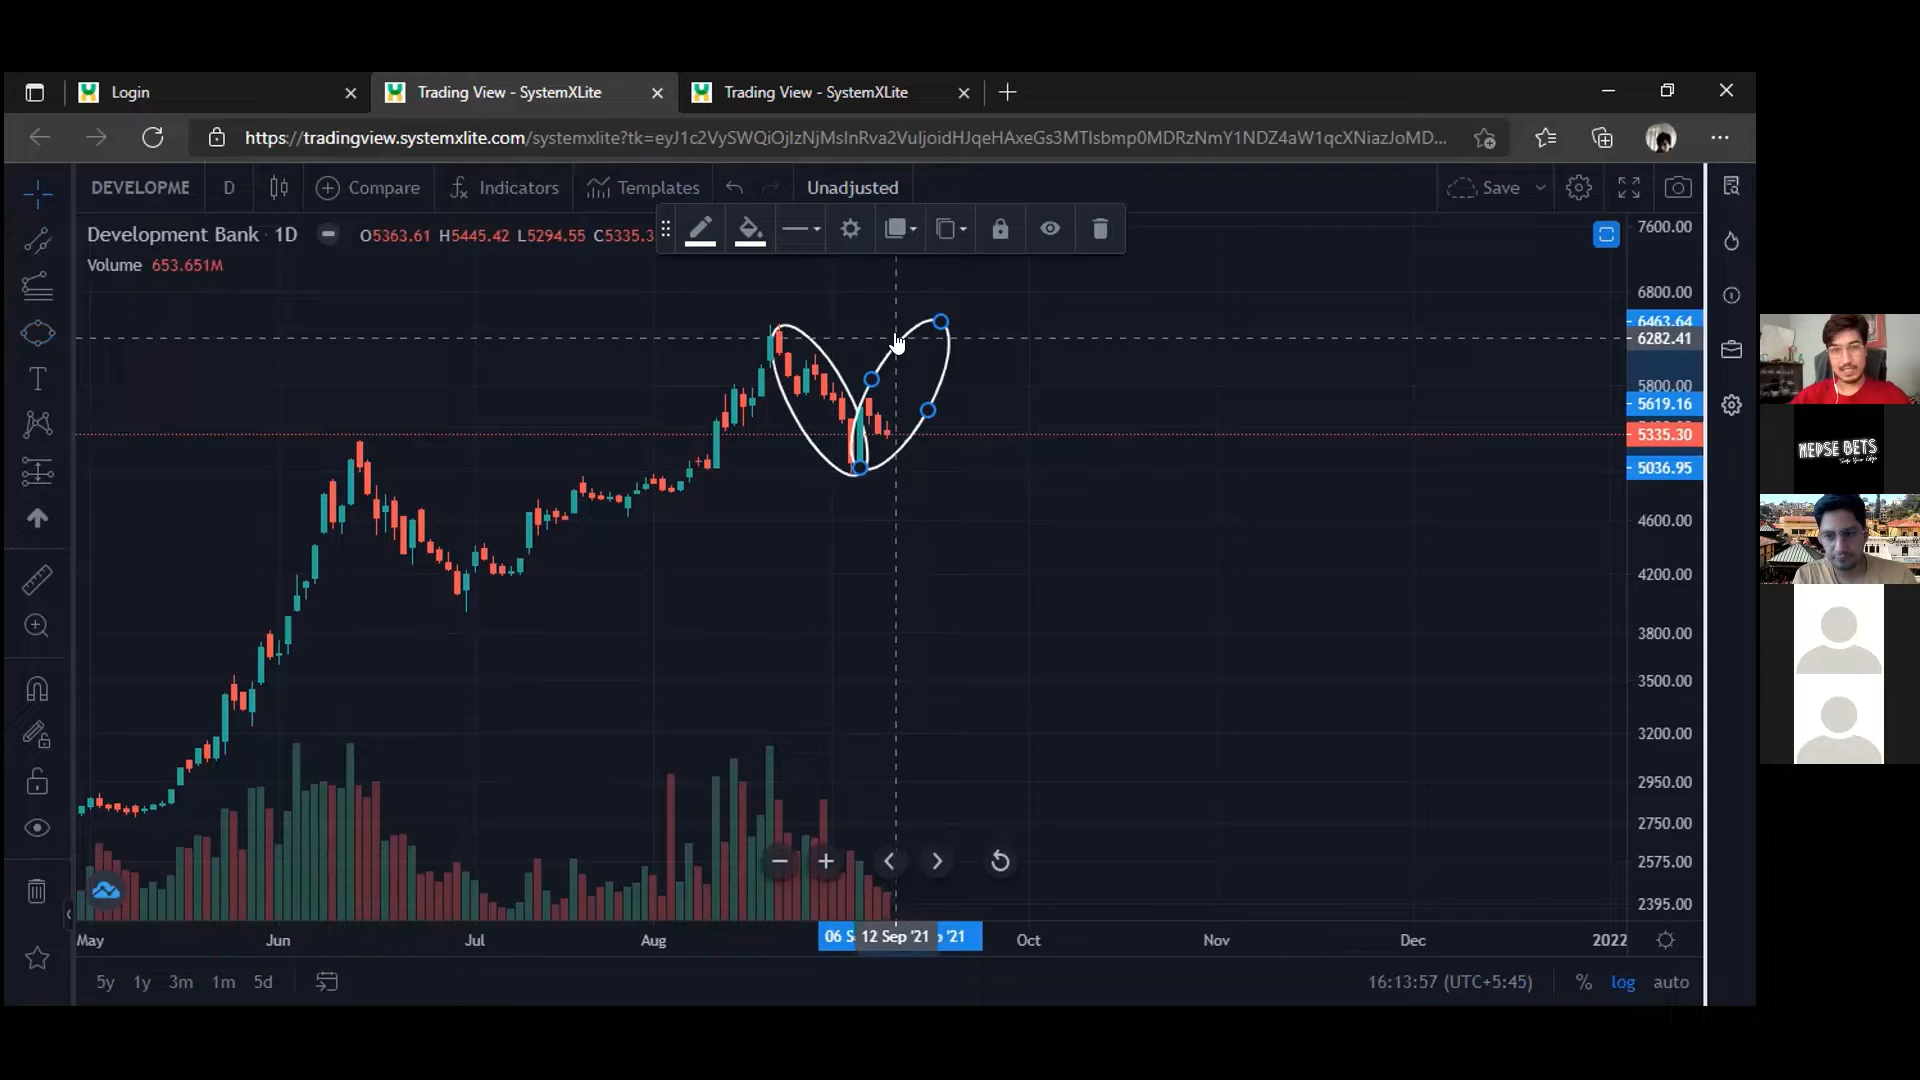 Login
Trading View - SystemXLite
Trading View - SystemXLite
https://tradingview.systemxlite.com/systemxlite?tk=
DEVELOPME
D
Compare
Indicators
Templates
Unadjusted
Save
Development Bank · 1D
O5363.61 H5445.42 L5294.55 C5335.3
Volume 653.651M
7600.00
6800.00
6463.64
6282.41
5800.00
5619.16
5335.30
5036.95
4600.00
4200.00
3800.00
3500.00
3200.00
2950.00
2750.00
2575.00
2395.00
May
Jun
Jul
Aug
06 S
12 Sep '21
'21
Oct
Nov
Dec
2022
5y 1y 3m 1m 5d
16:13:57 (UTC+5:45)
% log auto
NEPSE BETS